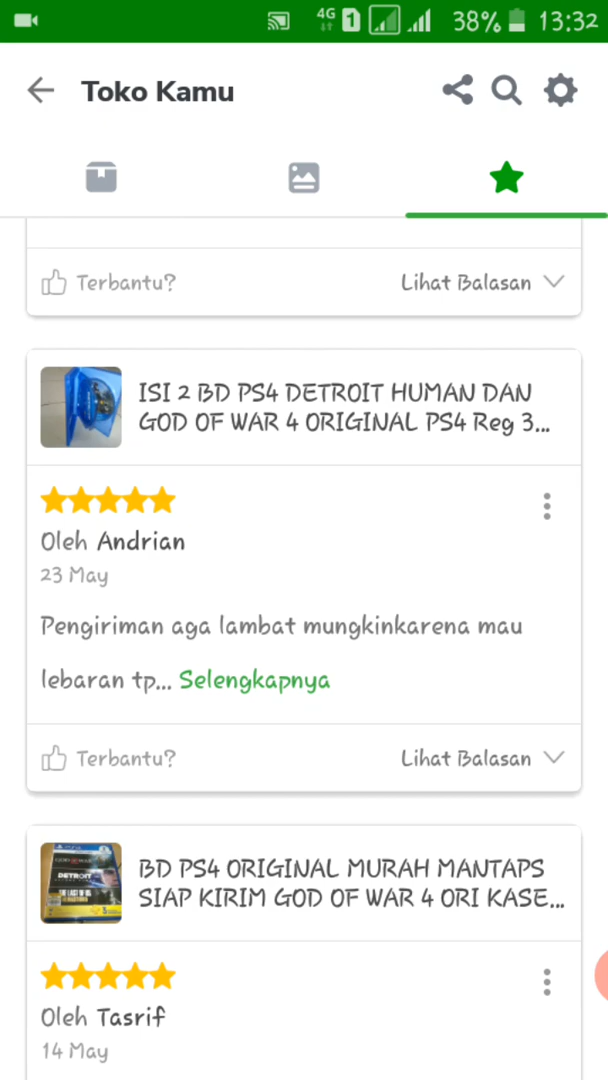 4G 1 38% 13:32
Toko Kamu
Terbantu? Lihat Balasan
ISI 2 BD PS4 DETROIT HUMAN DAN
GOD OF WAR 4 ORIGINAL PS4 Reg 3...
Oleh Andrian
23 May
Pengiriman aga lambat mungkinkarena mau
lebaran tp... Selengkapnya
Terbantu? Lihat Balasan
DETROIT
BD PS4 ORIGINAL MURAH MANTAPS
SIAP KIRIM GOD OF WAR 4 ORI KASE...
Oleh Tasrif
14 May